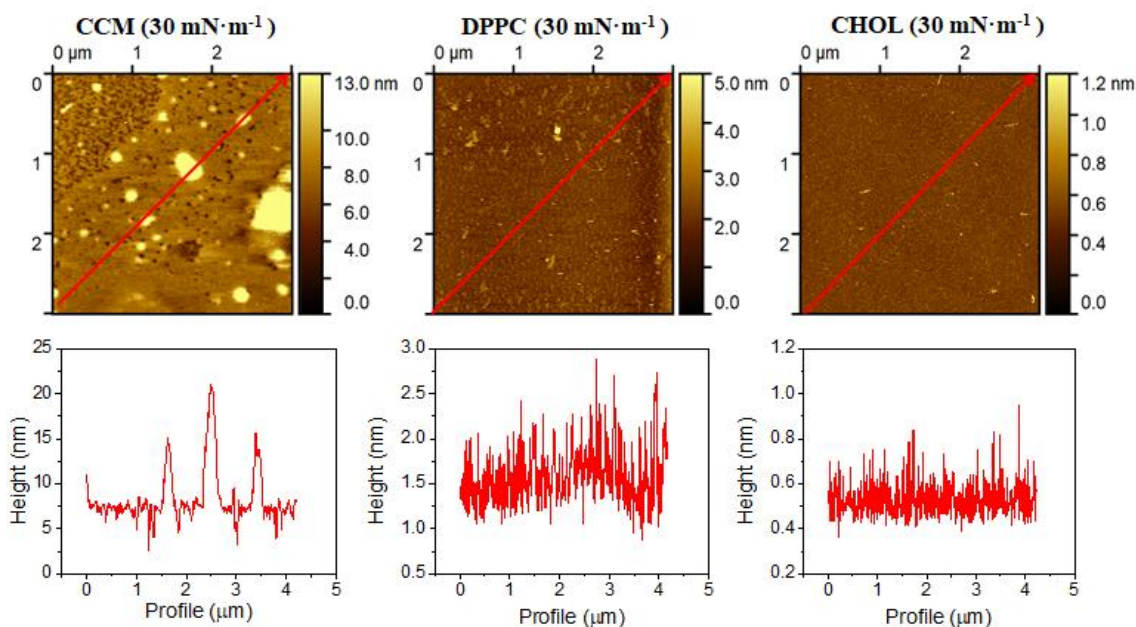 CCM (30 mN·m⁻¹) DPPC (30 mN·m⁻¹) CHOL (30 mN·m⁻¹)
0 µm 1 2 0 µm 1 2 0 µm 1 2
0 13.0 nm 0 5.0 nm 0 1.2 nm
10.0 4.0 1.0
1 8.0 1 3.0 1 0.8
6.0 2.0 0.6
2 4.0 2 1.0 2 0.4
0.0 0.0 0.0
25 3.0 1.2
20 2.5 1.0
15 2.0 0.8
10 1.5 0.6
5 1.0 0.4
0 0.5 0.2
Height (nm) Height (nm) Height (nm)
0 1 2 3 4 5 0 1 2 3 4 5 0 1 2 3 4 5
Profile (µm) Profile (µm) Profile (µm)